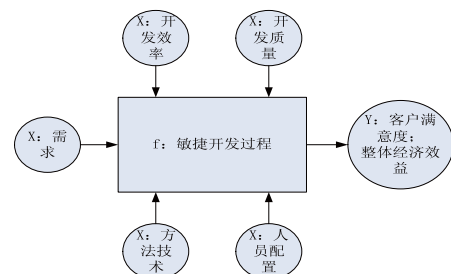 X：开
发效
率
X：开
发质
量
X：需
求
f：敏捷开发过程
Y：客户满
意度；
整体经济效
益
X：方
法技
术
X：人
员配
置